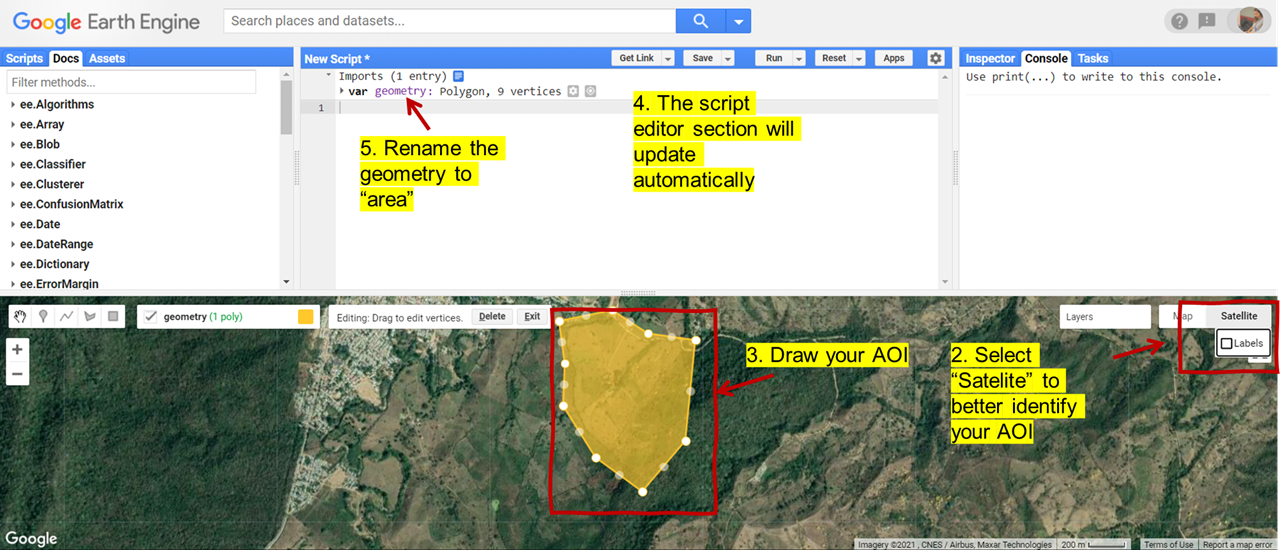 Google Earth Engine
Search places and datasets...
Scripts Docs Assets
Filter methods...
ee.Algorithms
ee.Array
ee.Blob
ee.Classifier
ee.Clusterer
ee.ConfusionMatrix
ee.Date
ee.DateRange
ee.Dictionary
ee.ErrorMargin
New Script *
Get Link Save Run Reset Apps
Imports (1 entry)
var geometry: Polygon, 9 vertices
1
5. Rename the
geometry to
“area”
4. The script
editor section will
update
automatically
Inspector Console Tasks
Use print(...) to write to this console.
geometry (1 poly)
Editing: Drag to edit vertices. Delete Exit
Layers
Map Satellite
Labels
3. Draw your AOI
2. Select
“Satelite” to
better identify
your AOI
Google
Imagery ©2021 , CNES / Airbus, Maxar Technologies 200 m Terms of Use Report a map error